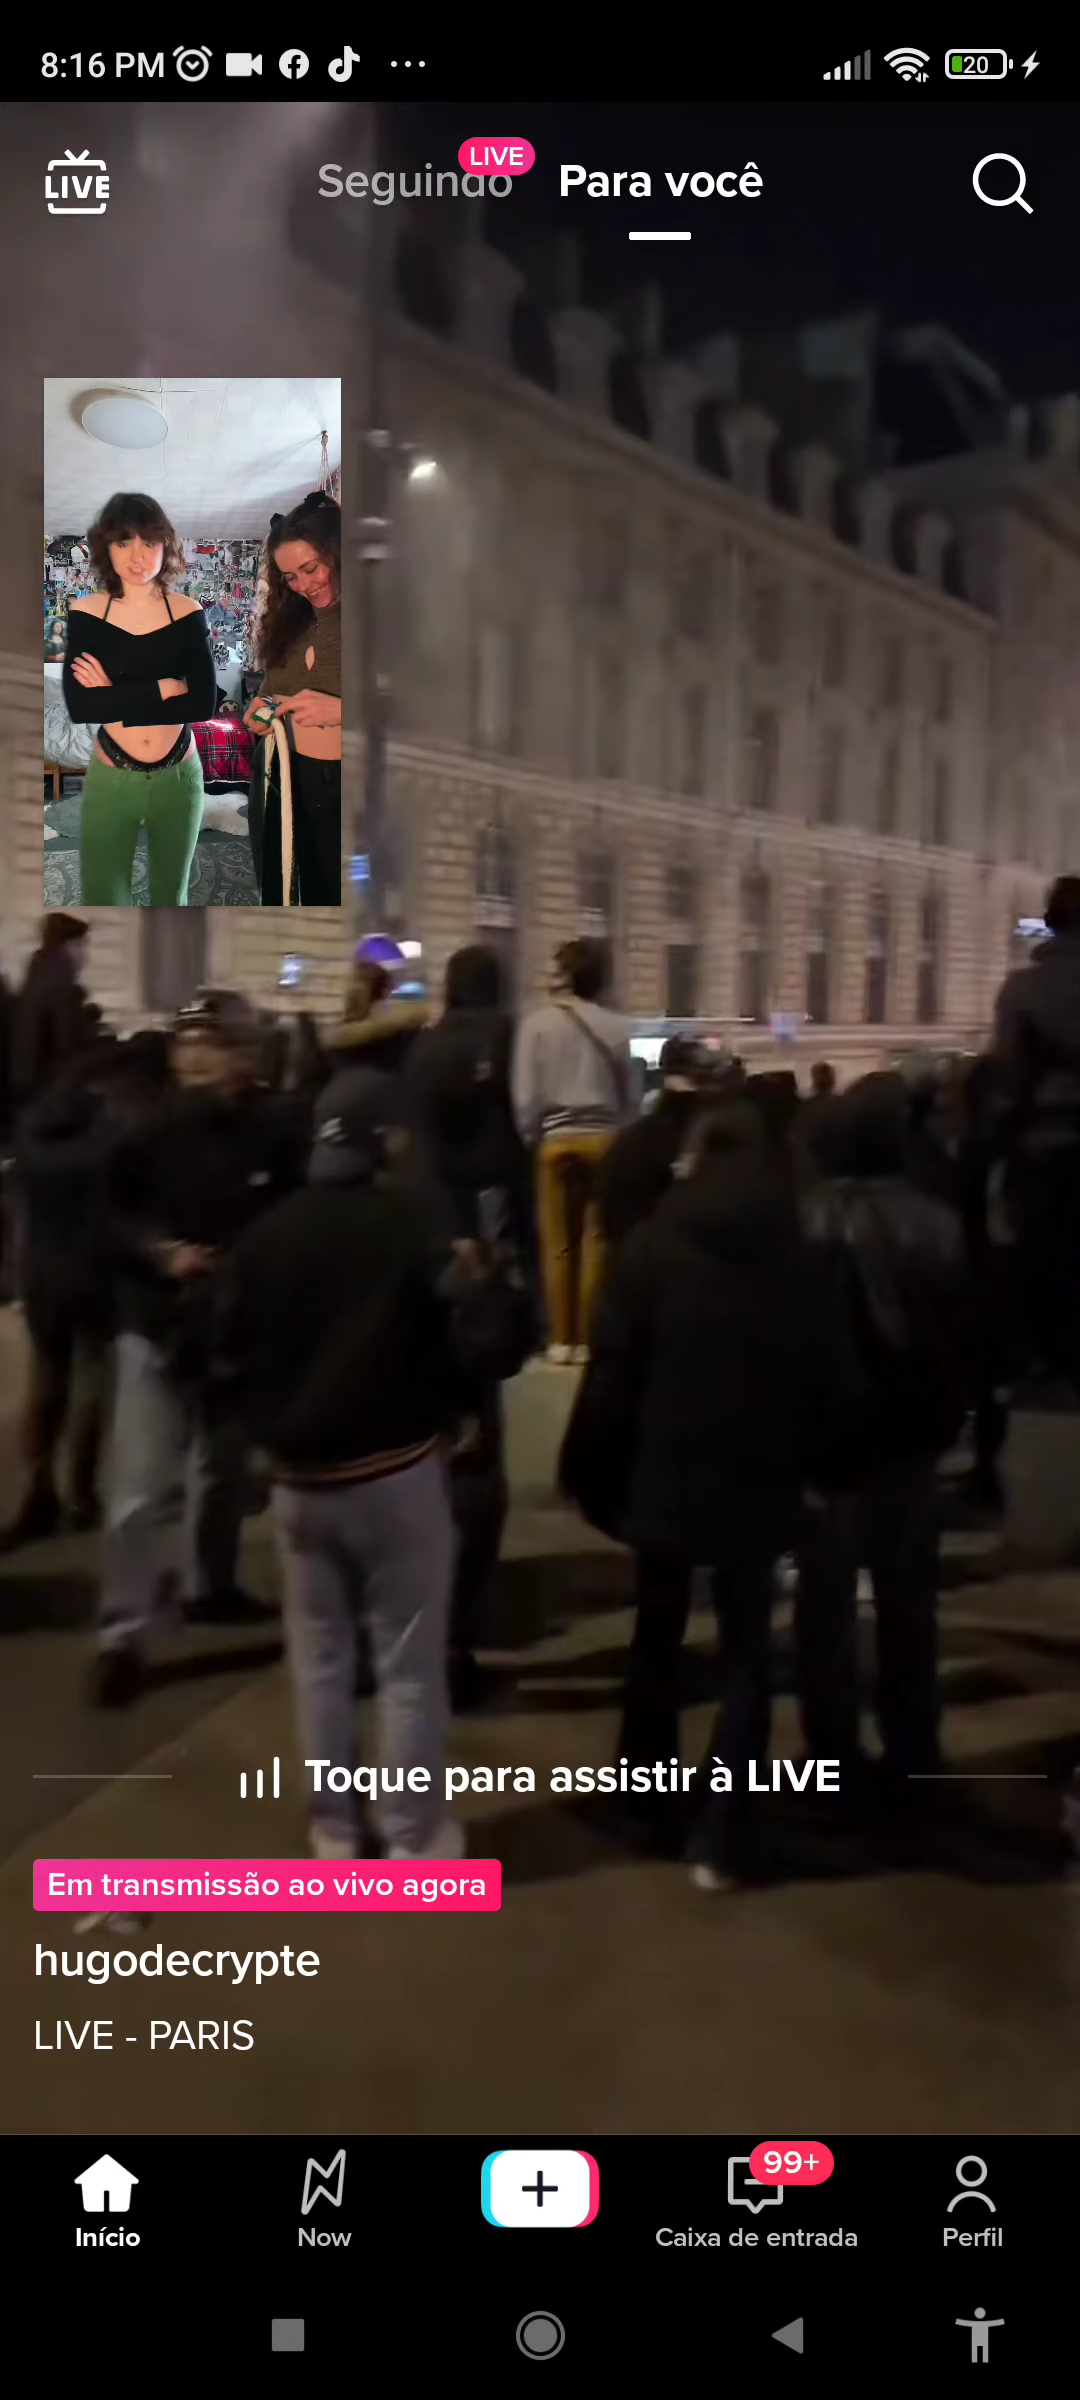 8:16 PM
20
LIVE
Seguindo
LIVE
Para você
Toque para assistir à LIVE
Em transmissão ao vivo agora
hugodecrypte
LIVE - PARIS
99+
Início
Now
Caixa de entrada
Perfil